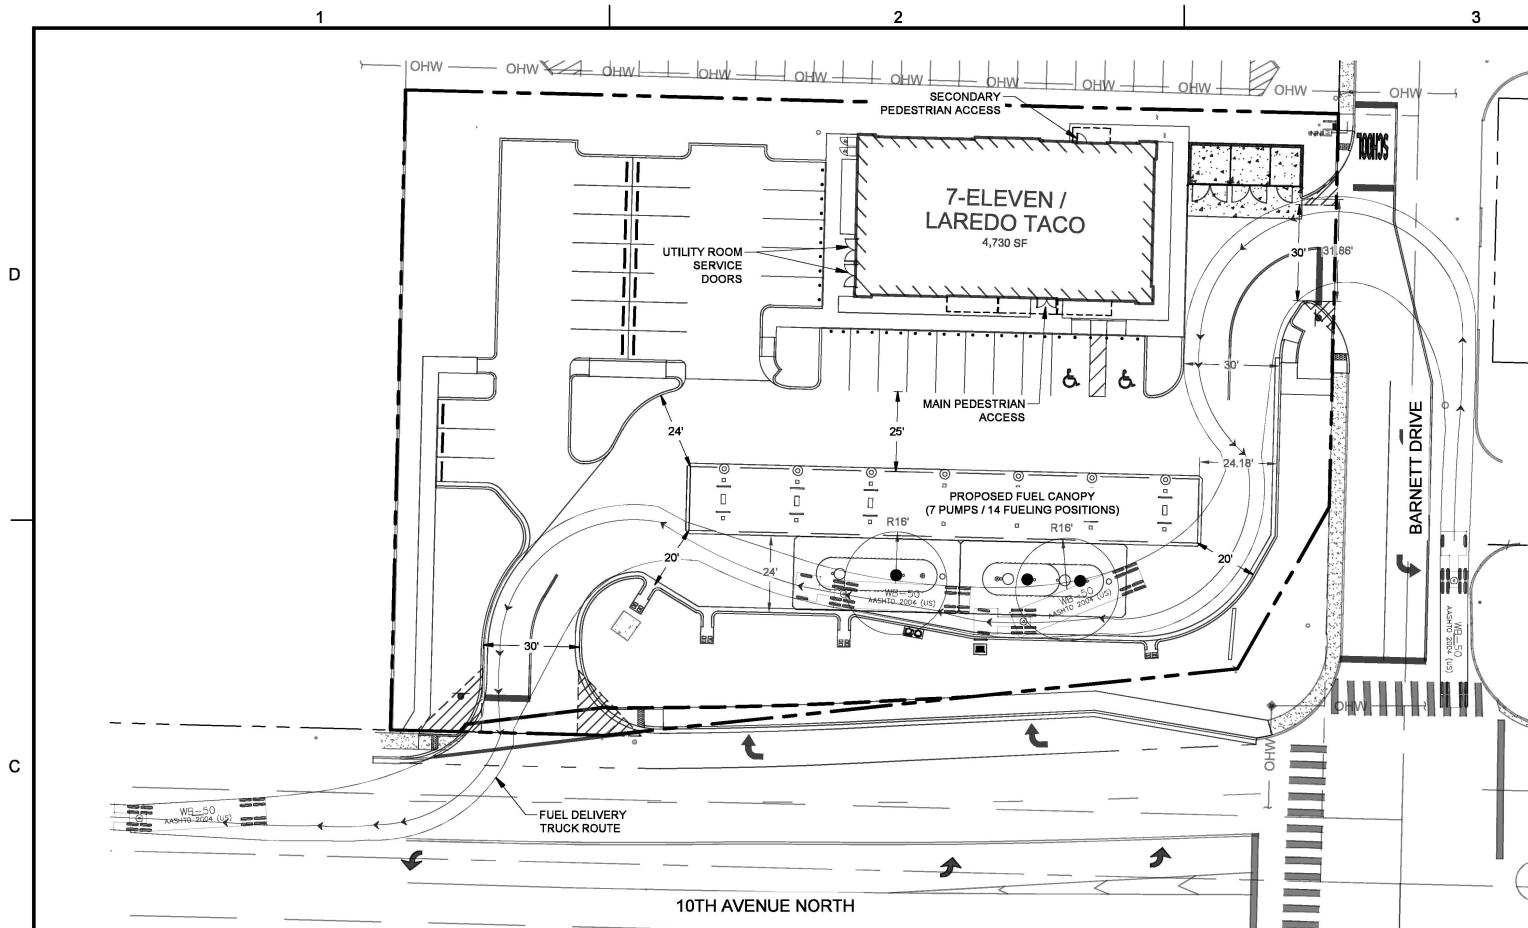 1
2
3
OHW OHW OHW OHW OHW OHW OHW OHW OHW OHW OHW
SECONDARY
PEDESTRIAN ACCESS
SCHOOL
7-ELEVEN /
LAREDO TACO
4,730 SF
UTILITY ROOM
SERVICE
DOORS
D
30'
31.86'
30'
MAIN PEDESTRIAN
ACCESS
24'
25'
24.18'
BARNETT DRIVE
PROPOSED FUEL CANOPY
(7 PUMPS / 14 FUELING POSITIONS)
R16'
R16'
20'
24'
20'
WB-50
AASHTO 2004 (US)
WB-50
AASHTO 2004 (US)
WB-50
AASHTO 2004 (US)
30'
OHW
OHW
C
WB-50
AASHTO 2004 (US)
FUEL DELIVERY
TRUCK ROUTE
10TH AVENUE NORTH